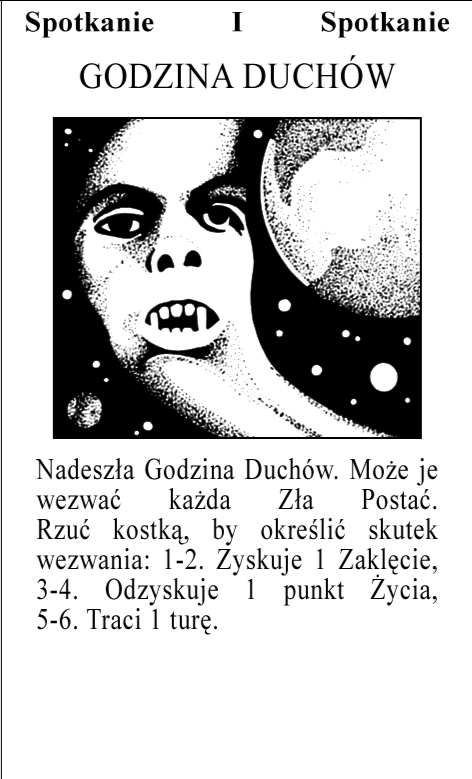 Spotkanie I Spotkanie
GODZINA DUCHÓW
Nadeszła Godzina Duchów. Może je
wezwać każda Zła Postać.
Rzuć kostką, by określić skutek
wezwania: 1-2. Zyskuje 1 Zaklęcie,
3-4. Odzyskuje 1 punkt Życia,
5-6. Traci 1 turę.